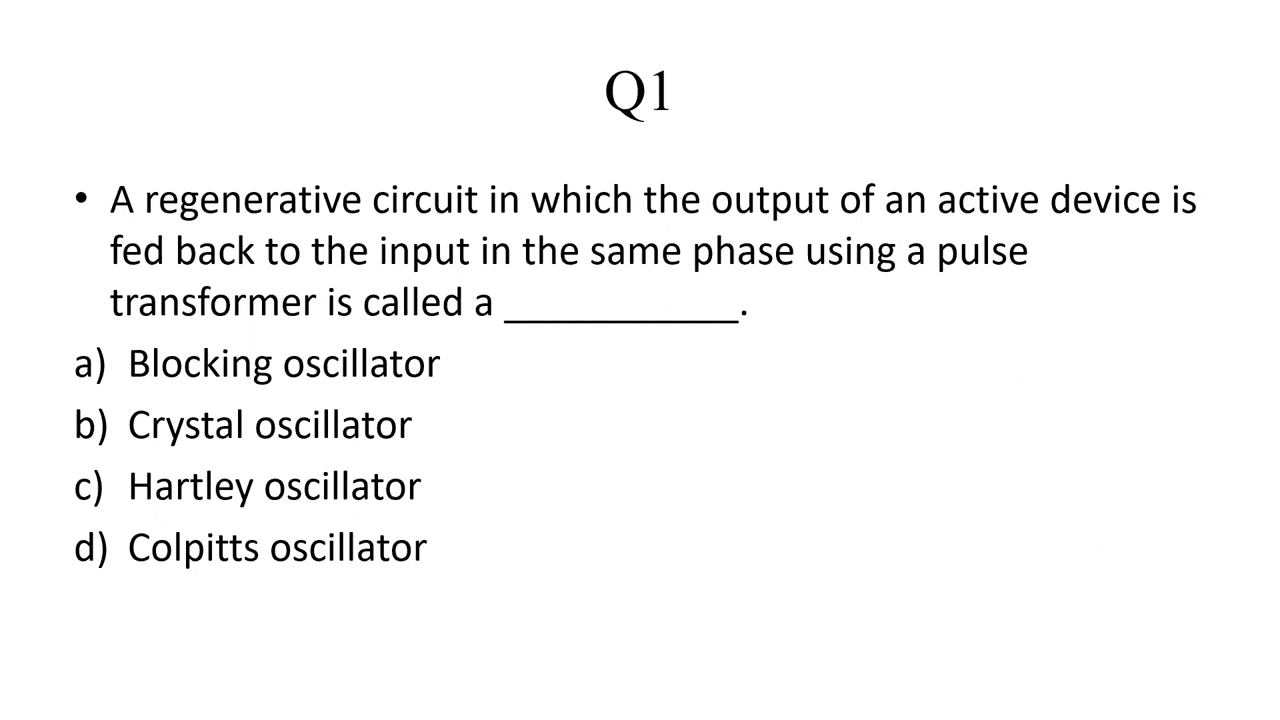 Q1
• A regenerative circuit in which the output of an active device is
fed back to the input in the same phase using a pulse
transformer is called a ___________.
a) Blocking oscillator
b) Crystal oscillator
c) Hartley oscillator
d) Colpitts oscillator